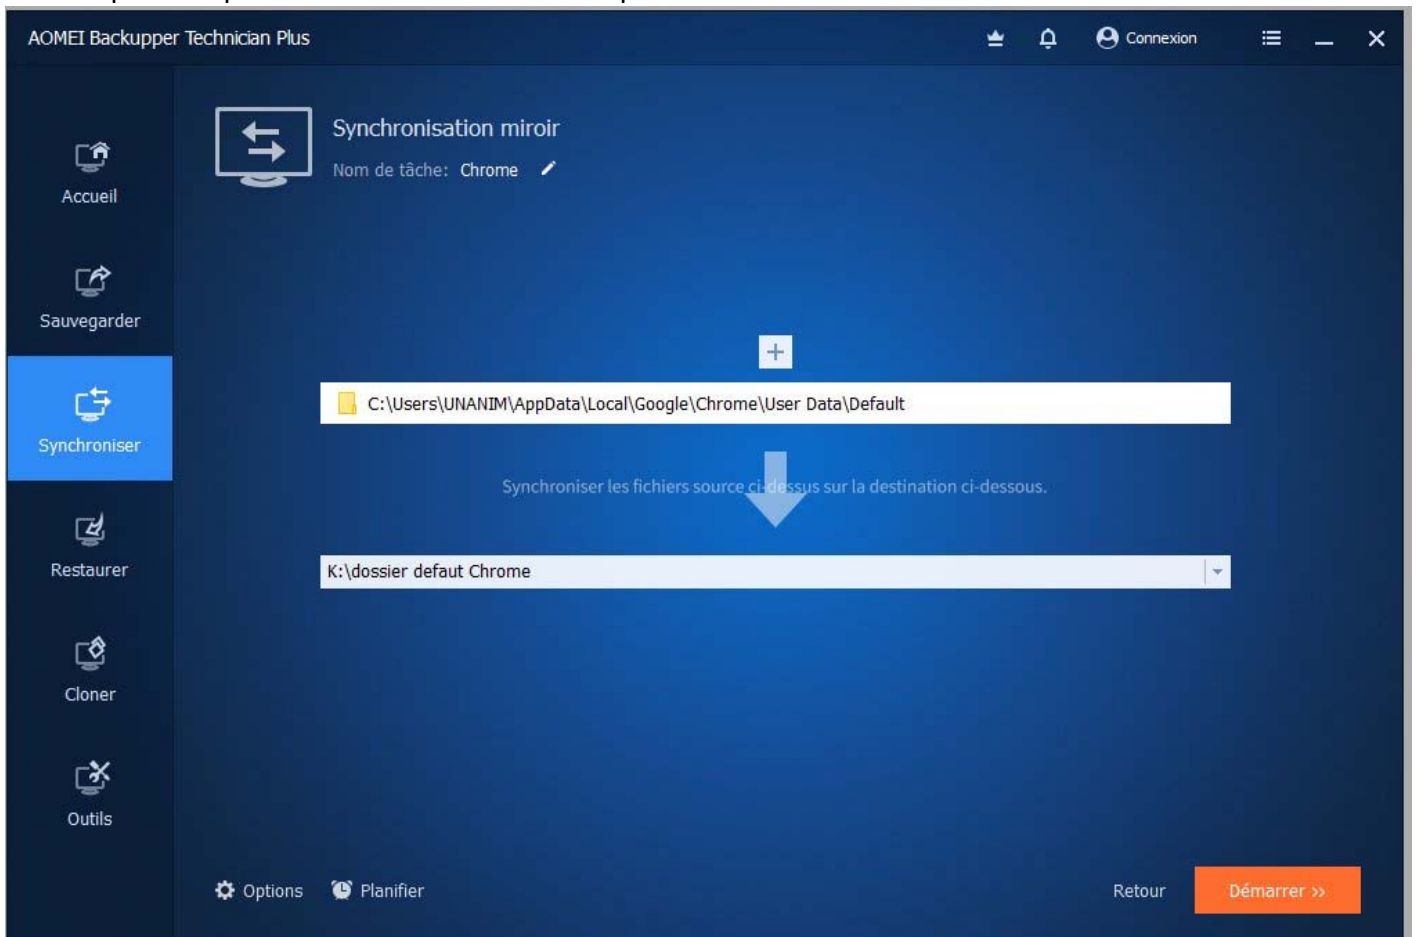 AOMEI Backupper Technician Plus
Connexion
Synchronisation miroir
Nom de tâche: Chrome
Accueil
Sauvegarder
Synchroniser
Restaurer
Cloner
Outils
C:\Users\UNANIM\AppData\Local\Google\Chrome\User Data\Default
Synchroniser les fichiers source ci-dessus sur la destination ci-dessous.
K:\dossier defaut Chrome
Options
Planifier
Retour
Démarrer »